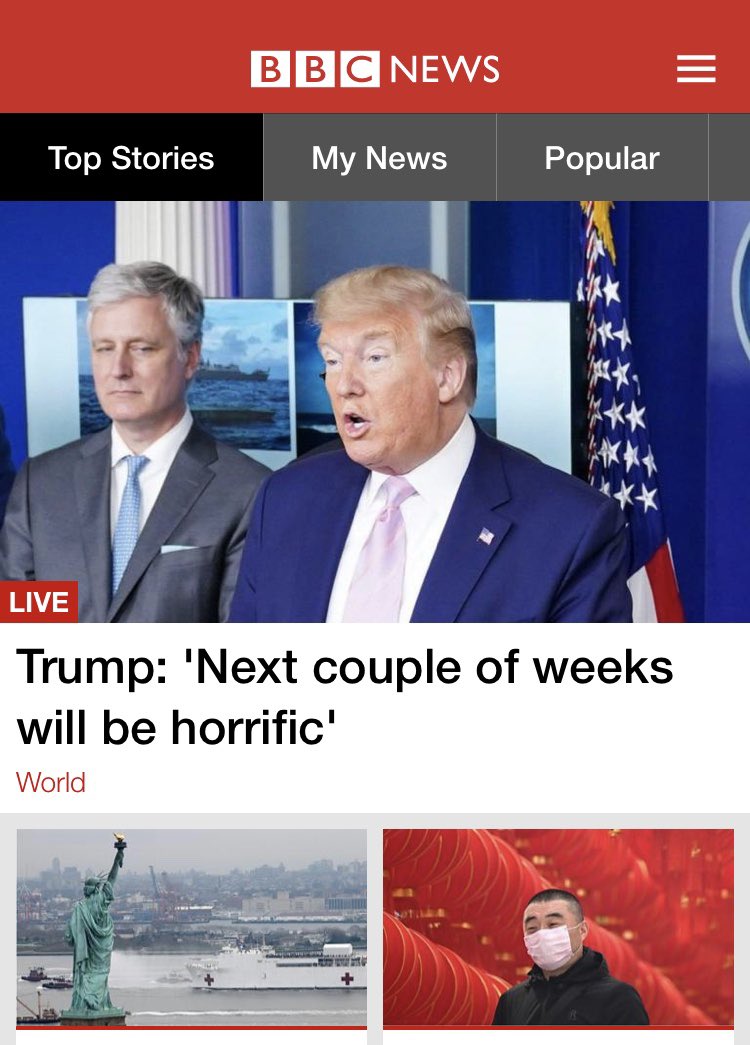 BBC NEWS
Top Stories
My News
Popular
LIVE
Trump: 'Next couple of weeks
will be horrific'
World